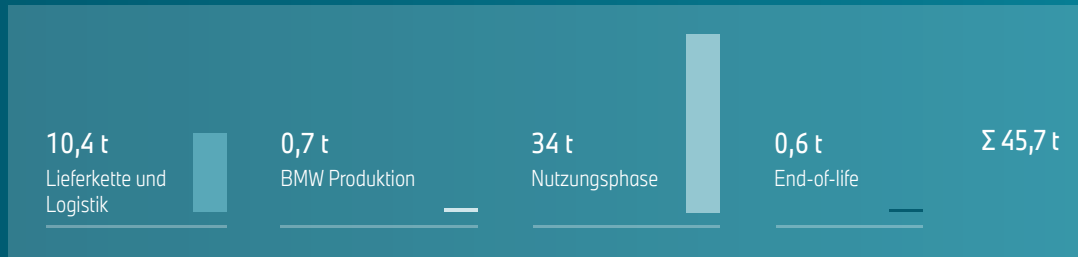 10,4 t
Lieferkette und
Logistik
0,7 t
BMW Produktion
34 t
Nutzungsphase
0,6 t
End-of-life
Σ 45,7 t